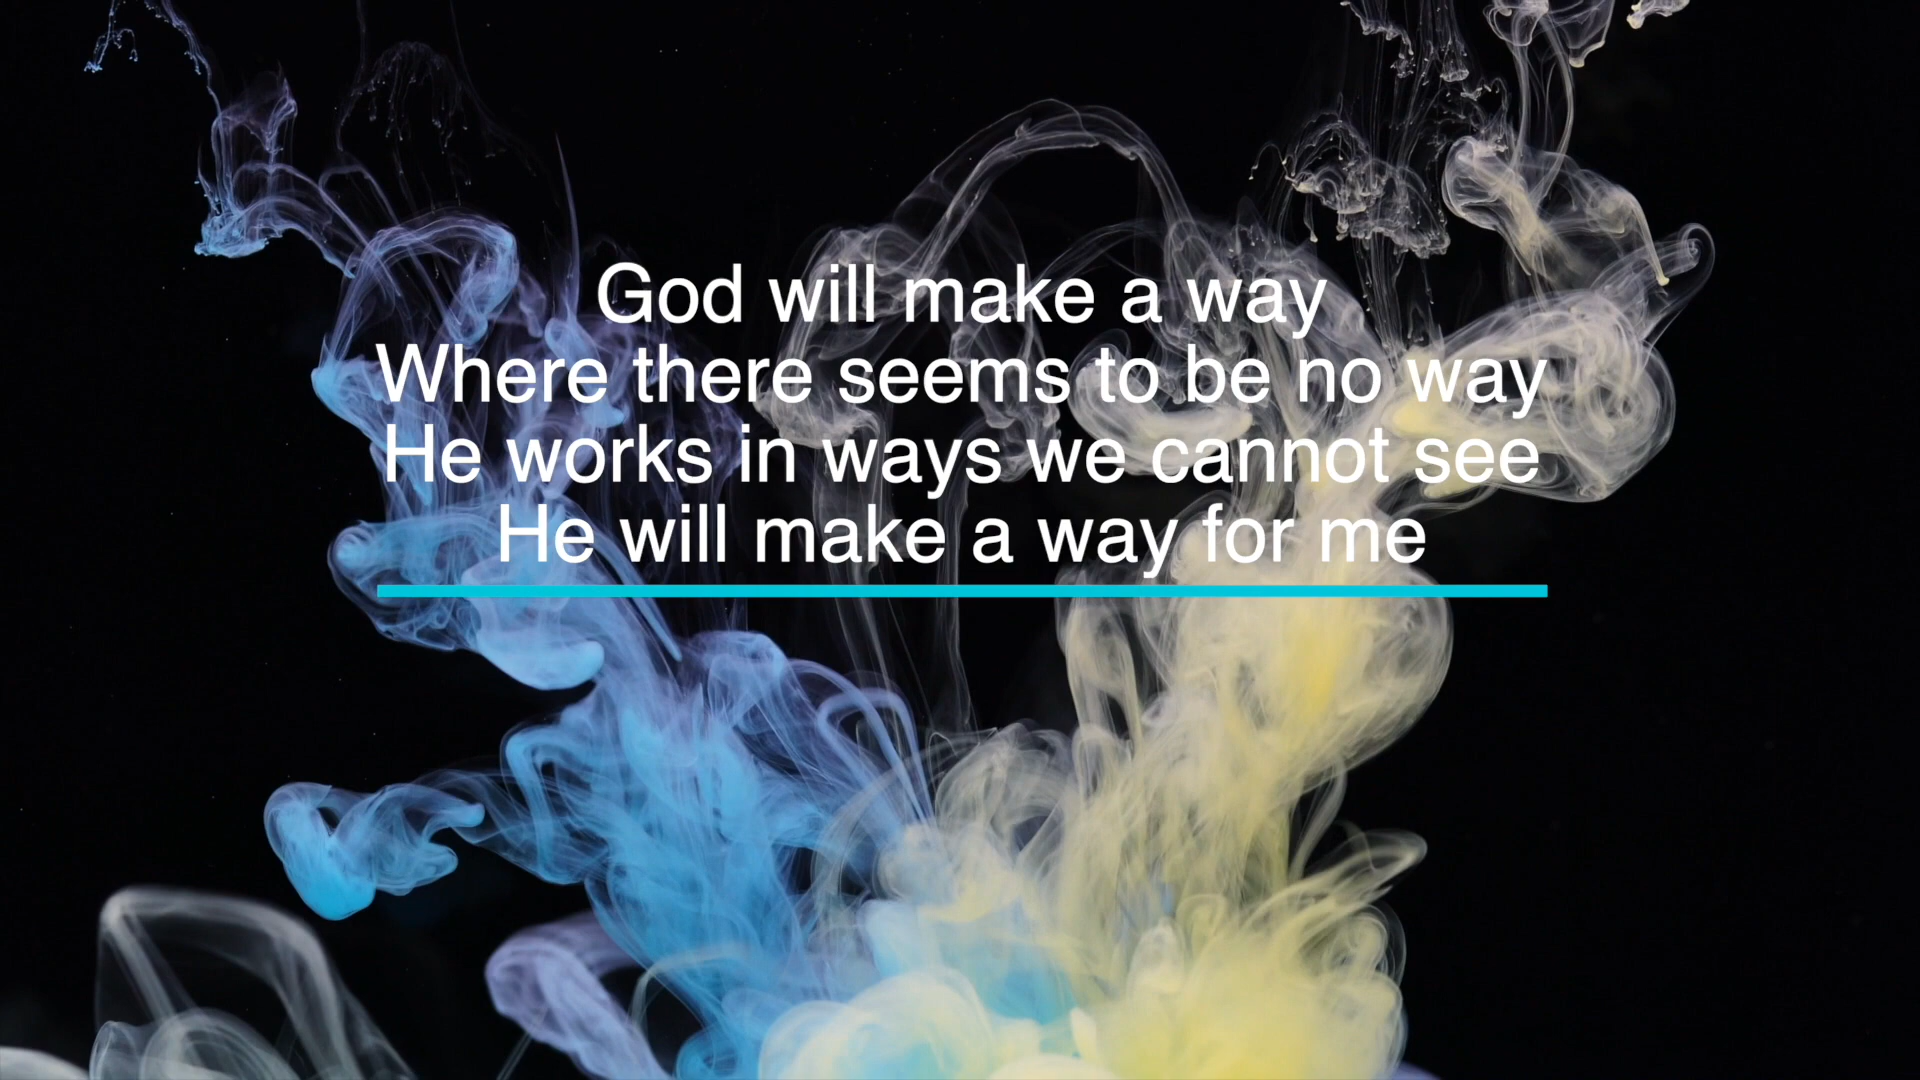 God will make a way
Where there seems to be no way
He works in ways we cannot see
He will make a way for me